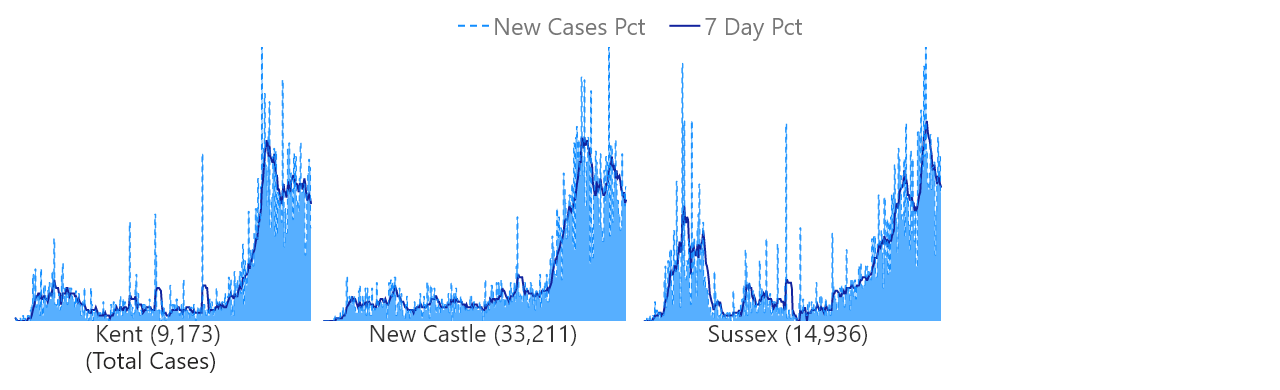 New Cases Pct 7 Day Pct
Kent (9,173) New Castle (33,211) Sussex (14,936)
(Total Cases)